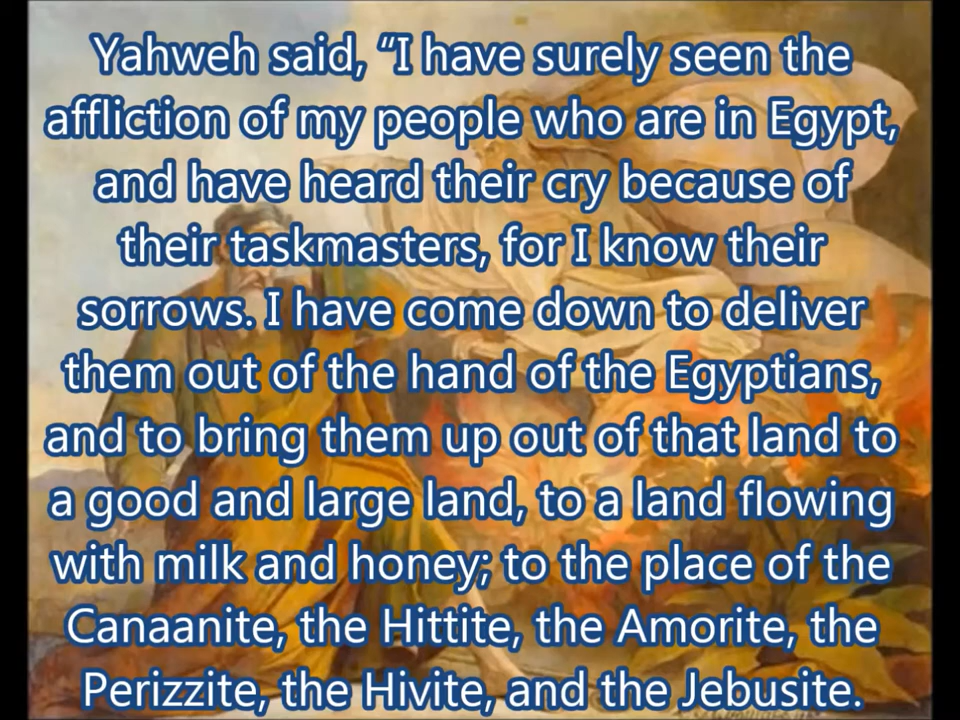 Yahweh said, “I have surely seen the
affliction of my people who are in Egypt,
and have heard their cry because of
their taskmasters, for I know their
sorrows. I have come down to deliver
them out of the hand of the Egyptians,
and to bring them up out of that land to
a good and large land, to a land flowing
with milk and honey; to the place of the
Canaanite, the Hittite, the Amorite, the
Perizzite, the Hivite, and the Jebusite.